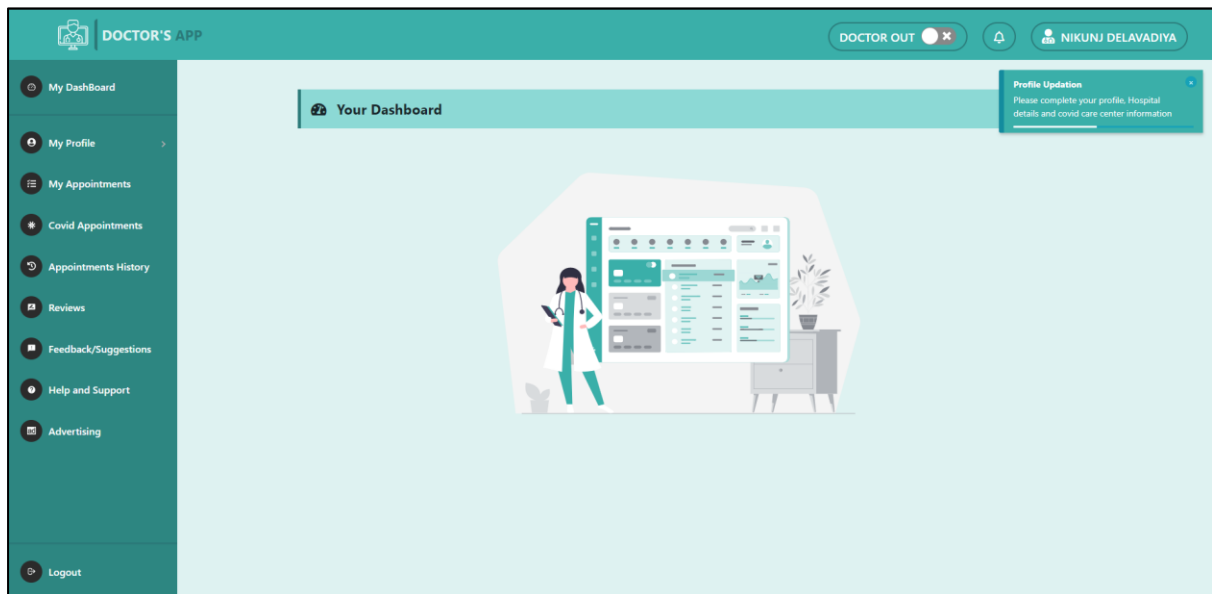 DOCTOR'S APP
DOCTOR OUT
NIKUNJ DELAVADIYA
My DashBoard
My Profile
My Appointments
Covid Appointments
Appointments History
Reviews
Feedback/Suggestions
Help and Support
Advertising
Logout
Your Dashboard
Profile Updation
Please complete your profile, Hospital
details and covid care center information